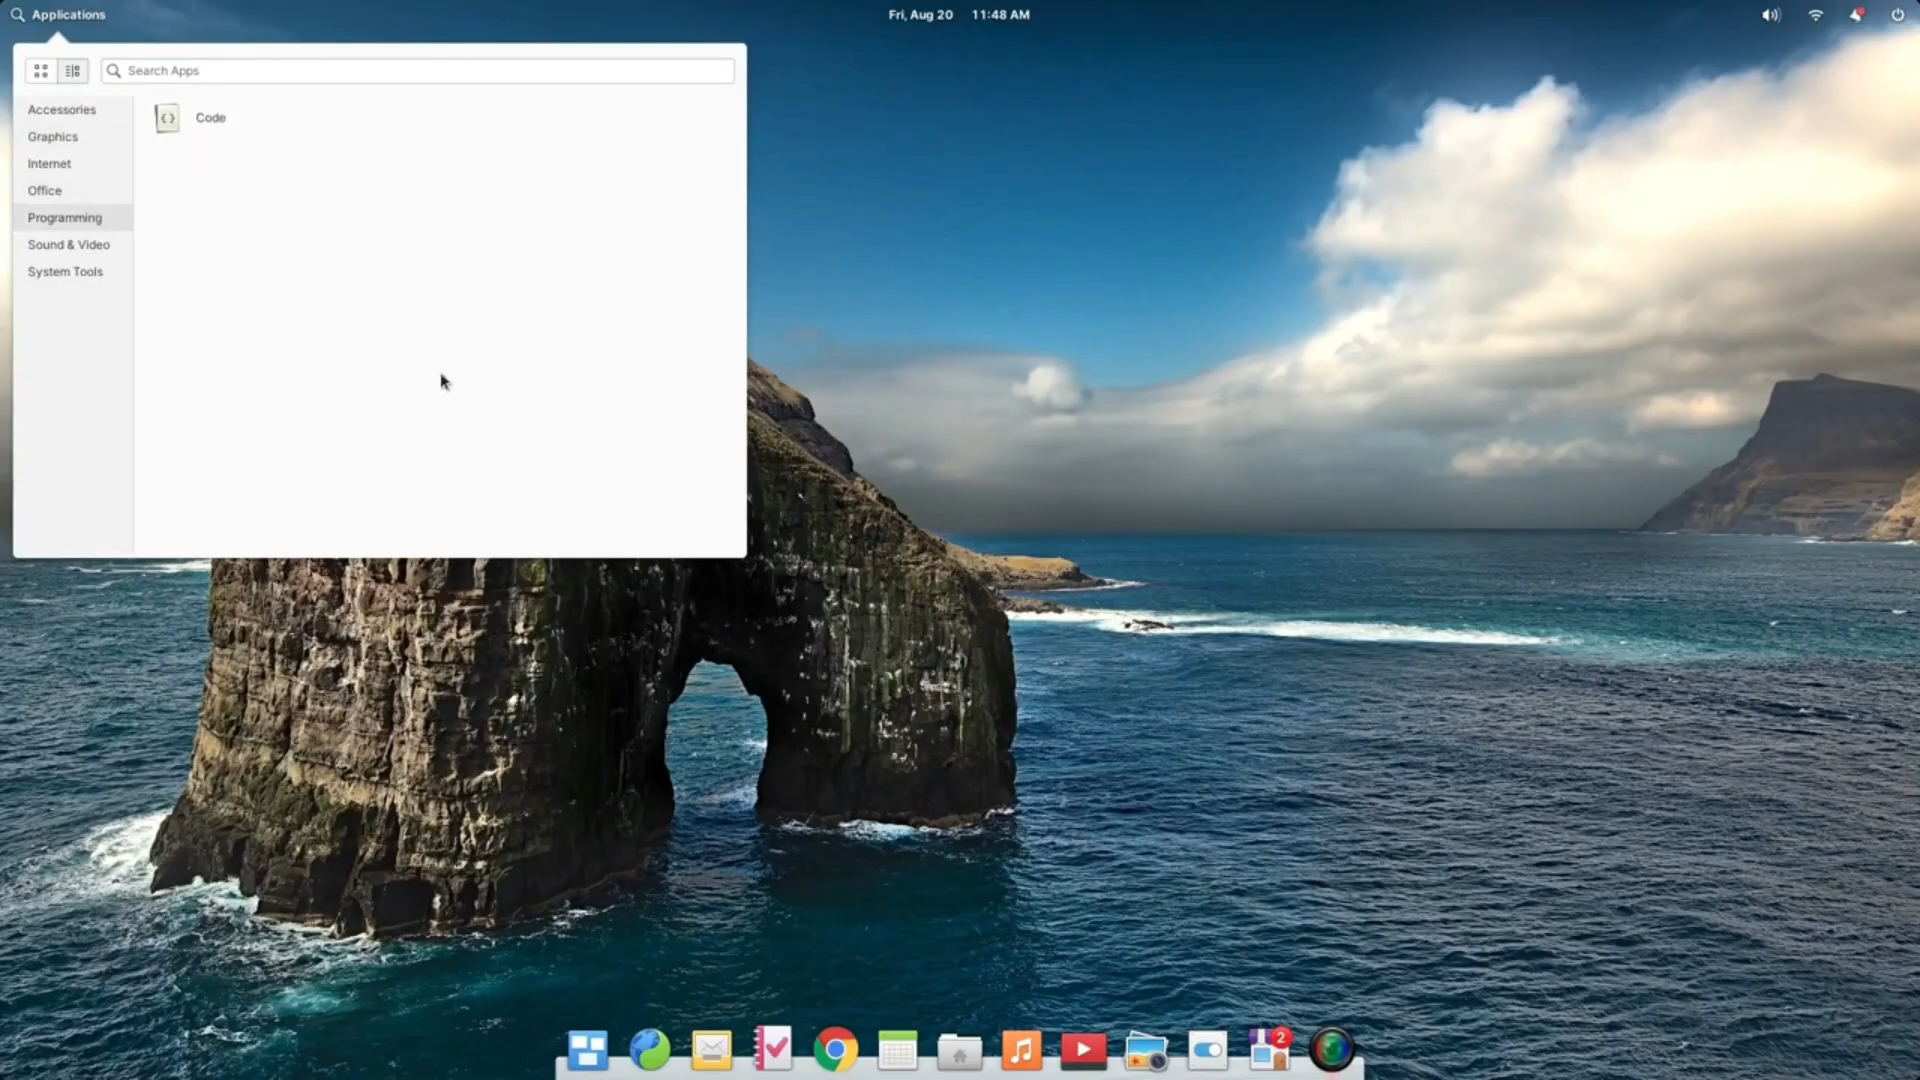 Applications
Fri, Aug 20 11:48 AM
Search Apps
Accessories
Graphics
Internet
Office
Programming
Sound & Video
System Tools
Code
2